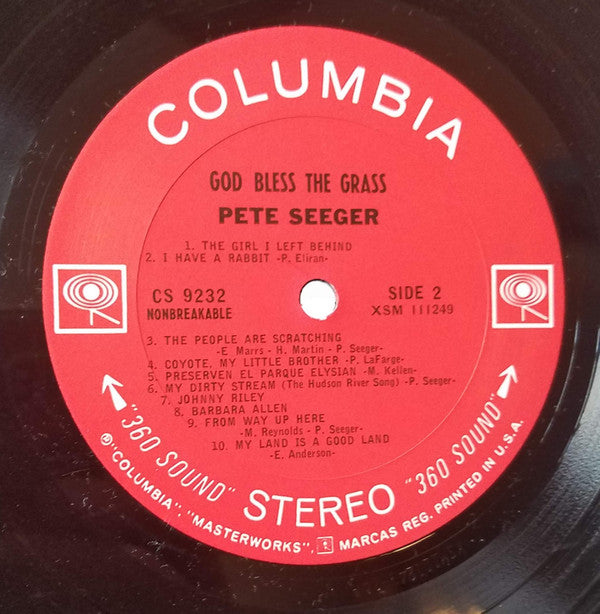 COLUMBIA
GOD BLESS THE GRASS
PETE SEEGER
1. THE GIRL I LEFT BEHIND
2. I HAVE A RABBIT -P. Eliran-
CS 9232
NONBREAKABLE
SIDE 2
XSM 111249
3. THE PEOPLE ARE SCRATCHING
-E. Marrs - H. Martin - P. Seeger-
4. COYOTE, MY LITTLE BROTHER -P. LaFarge-
5. PRESERVEN EL PARQUE ELYSIAN -M. Kellen-
6. MY DIRTY STREAM (The Hudson River Song) -P. Seeger-
7. JOHNNY RILEY
8. BARBARA ALLEN
9. FROM WAY UP HERE
-M. Reynolds - P. Seeger-
10. MY LAND IS A GOOD LAND
-E. Anderson-
"360 SOUND" STEREO "360 SOUND"
℗"COLUMBIA", "MASTERWORKS", MARCAS REG. PRINTED IN U.S.A.